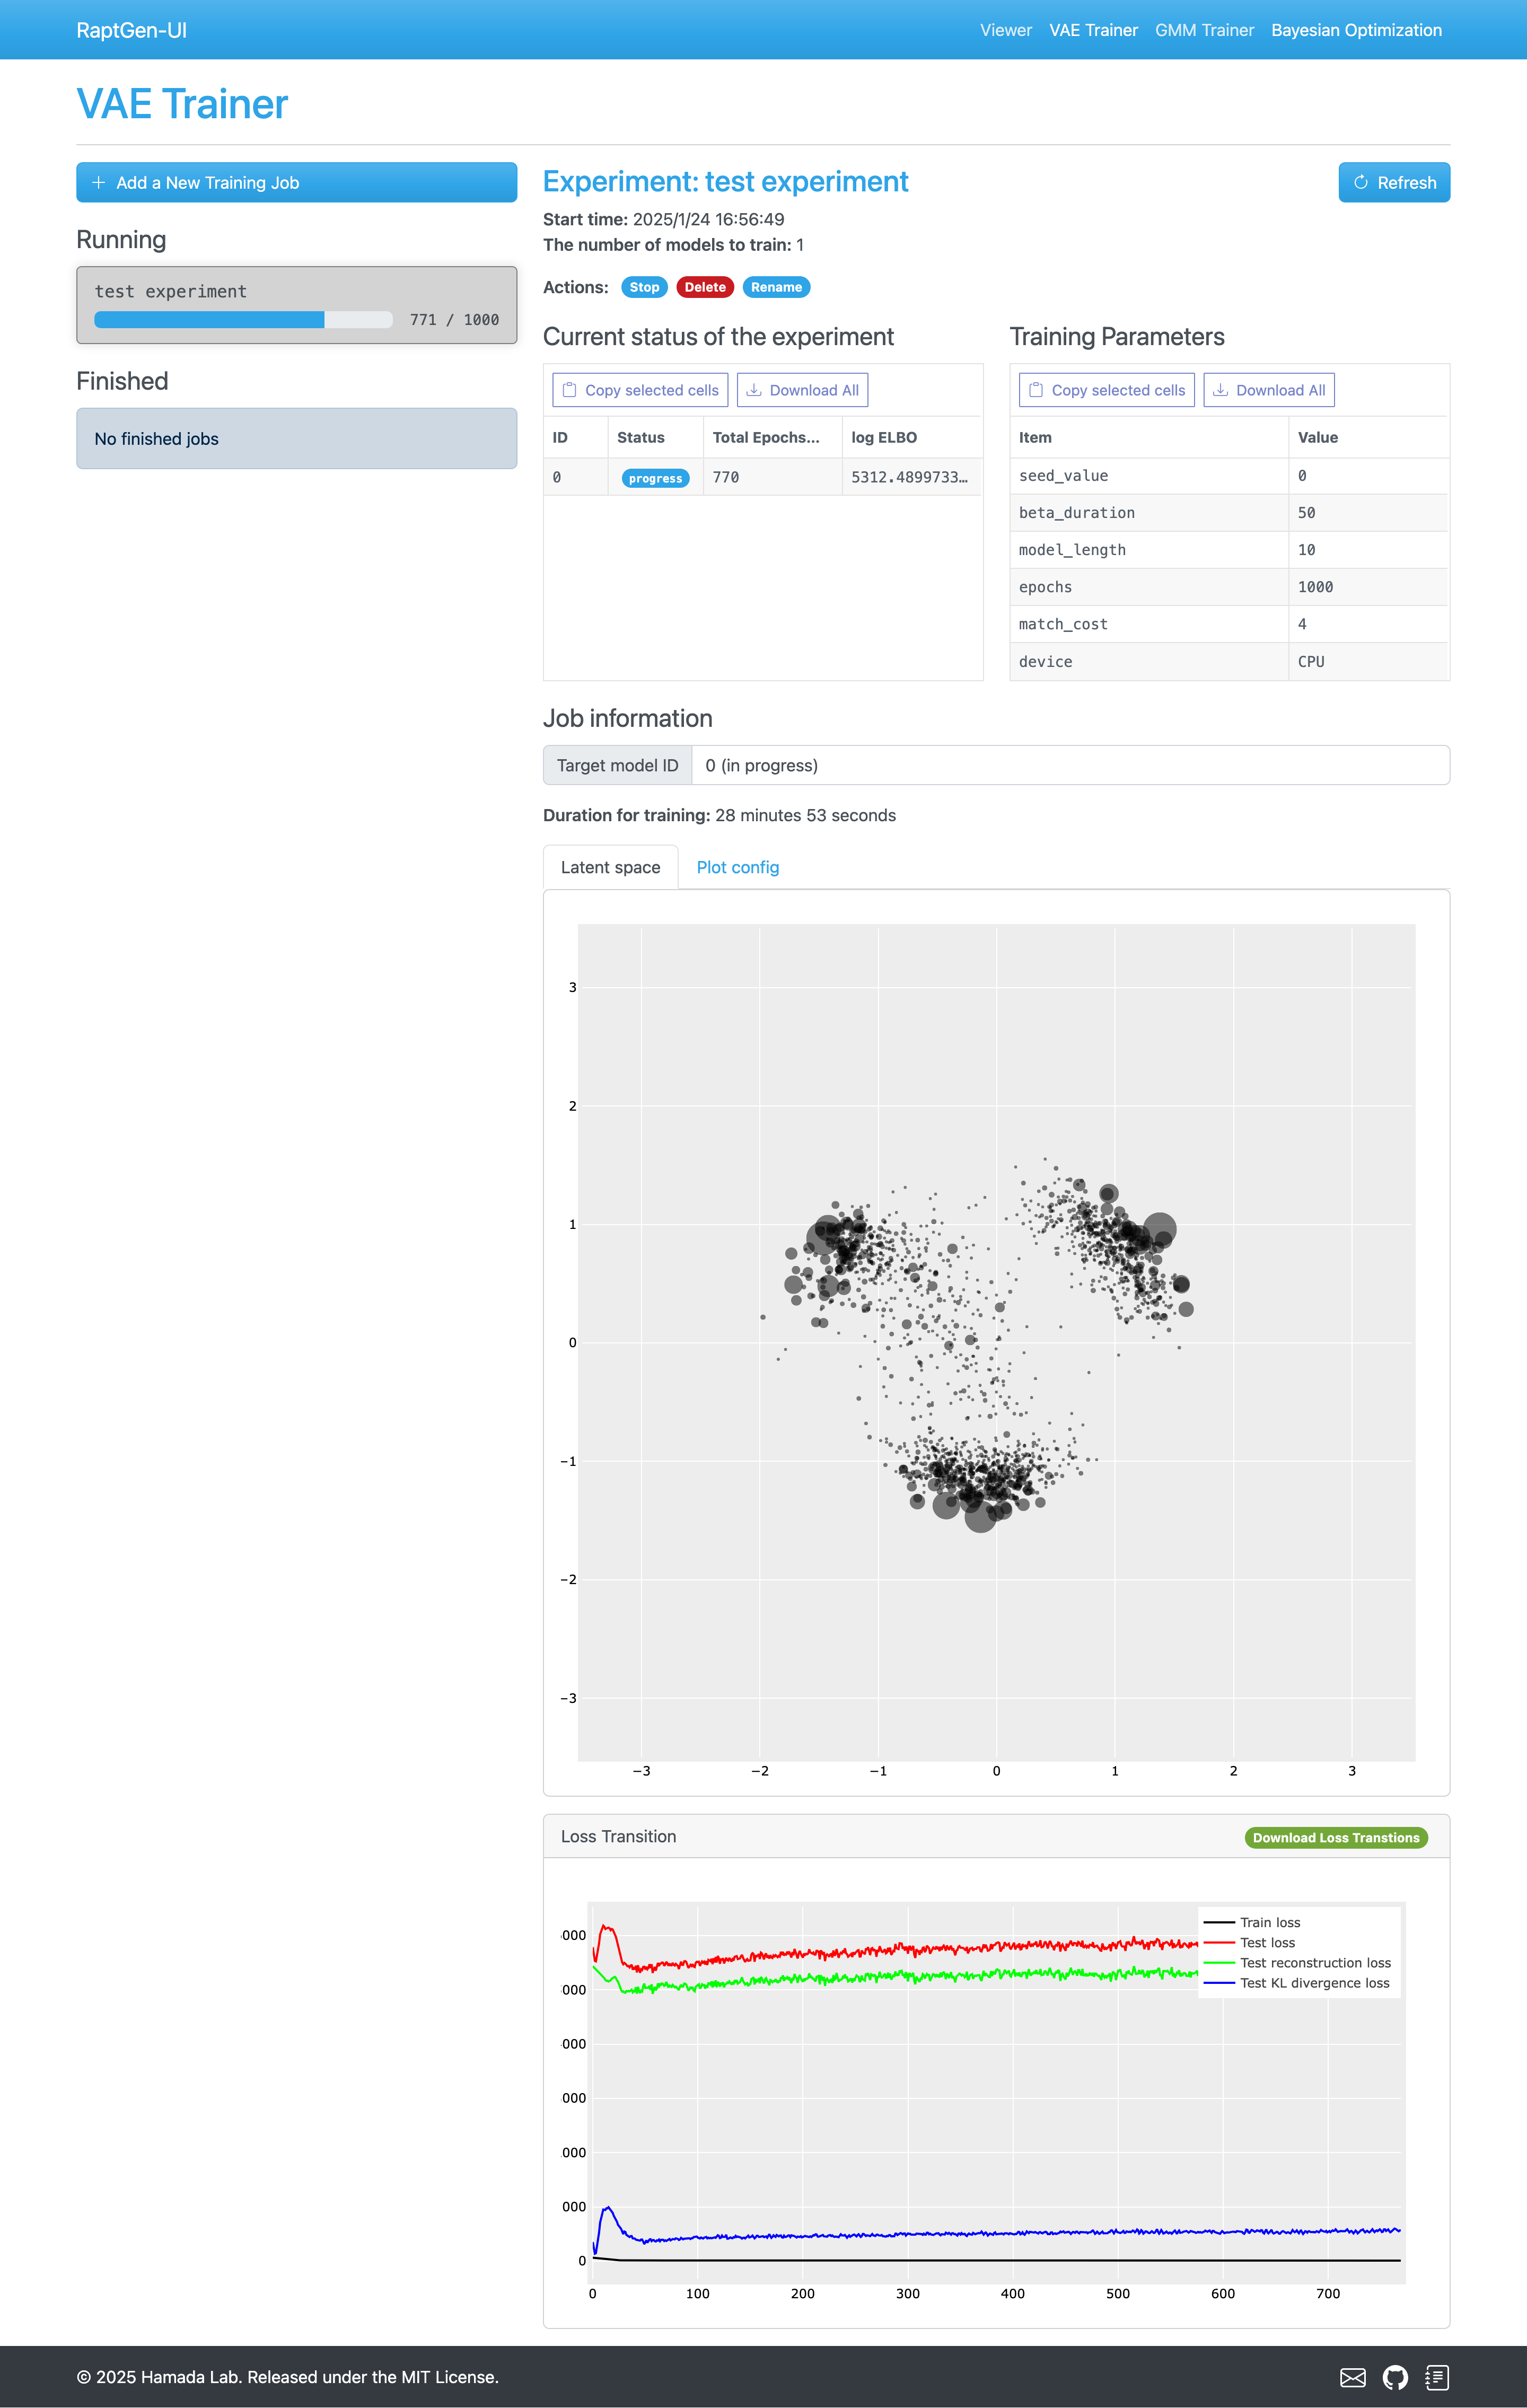 RaptGen-UI
Viewer VAE Trainer GMM Trainer Bayesian Optimization
VAE Trainer
Add a New Training Job
Running
test experiment
771 / 1000
Finished
No finished jobs
Experiment: test experiment
Refresh
Start time: 2025/1/24 16:56:49
The number of models to train: 1
Actions: Stop Delete Rename
Current status of the experiment
Copy selected cells Download All
ID Status Total Epochs... log ELBO
0 progress 770 5312.4899733...
Training Parameters
Copy selected cells Download All
Item Value
seed_value 0
beta_duration 50
model_length 10
epochs 1000
match_cost 4
device CPU
Job information
Target model ID 0 (in progress)
Duration for training: 28 minutes 53 seconds
Latent space Plot config
3
2
1
0
−1
−2
−3
−3 −2 −1 0 1 2 3
Loss Transition
Download Loss Transtions
Train loss
Test loss
Test reconstruction loss
Test KL divergence loss
000
000
000
000
000
000
0
0 100 200 300 400 500 600 700
© 2025 Hamada Lab. Released under the MIT License.